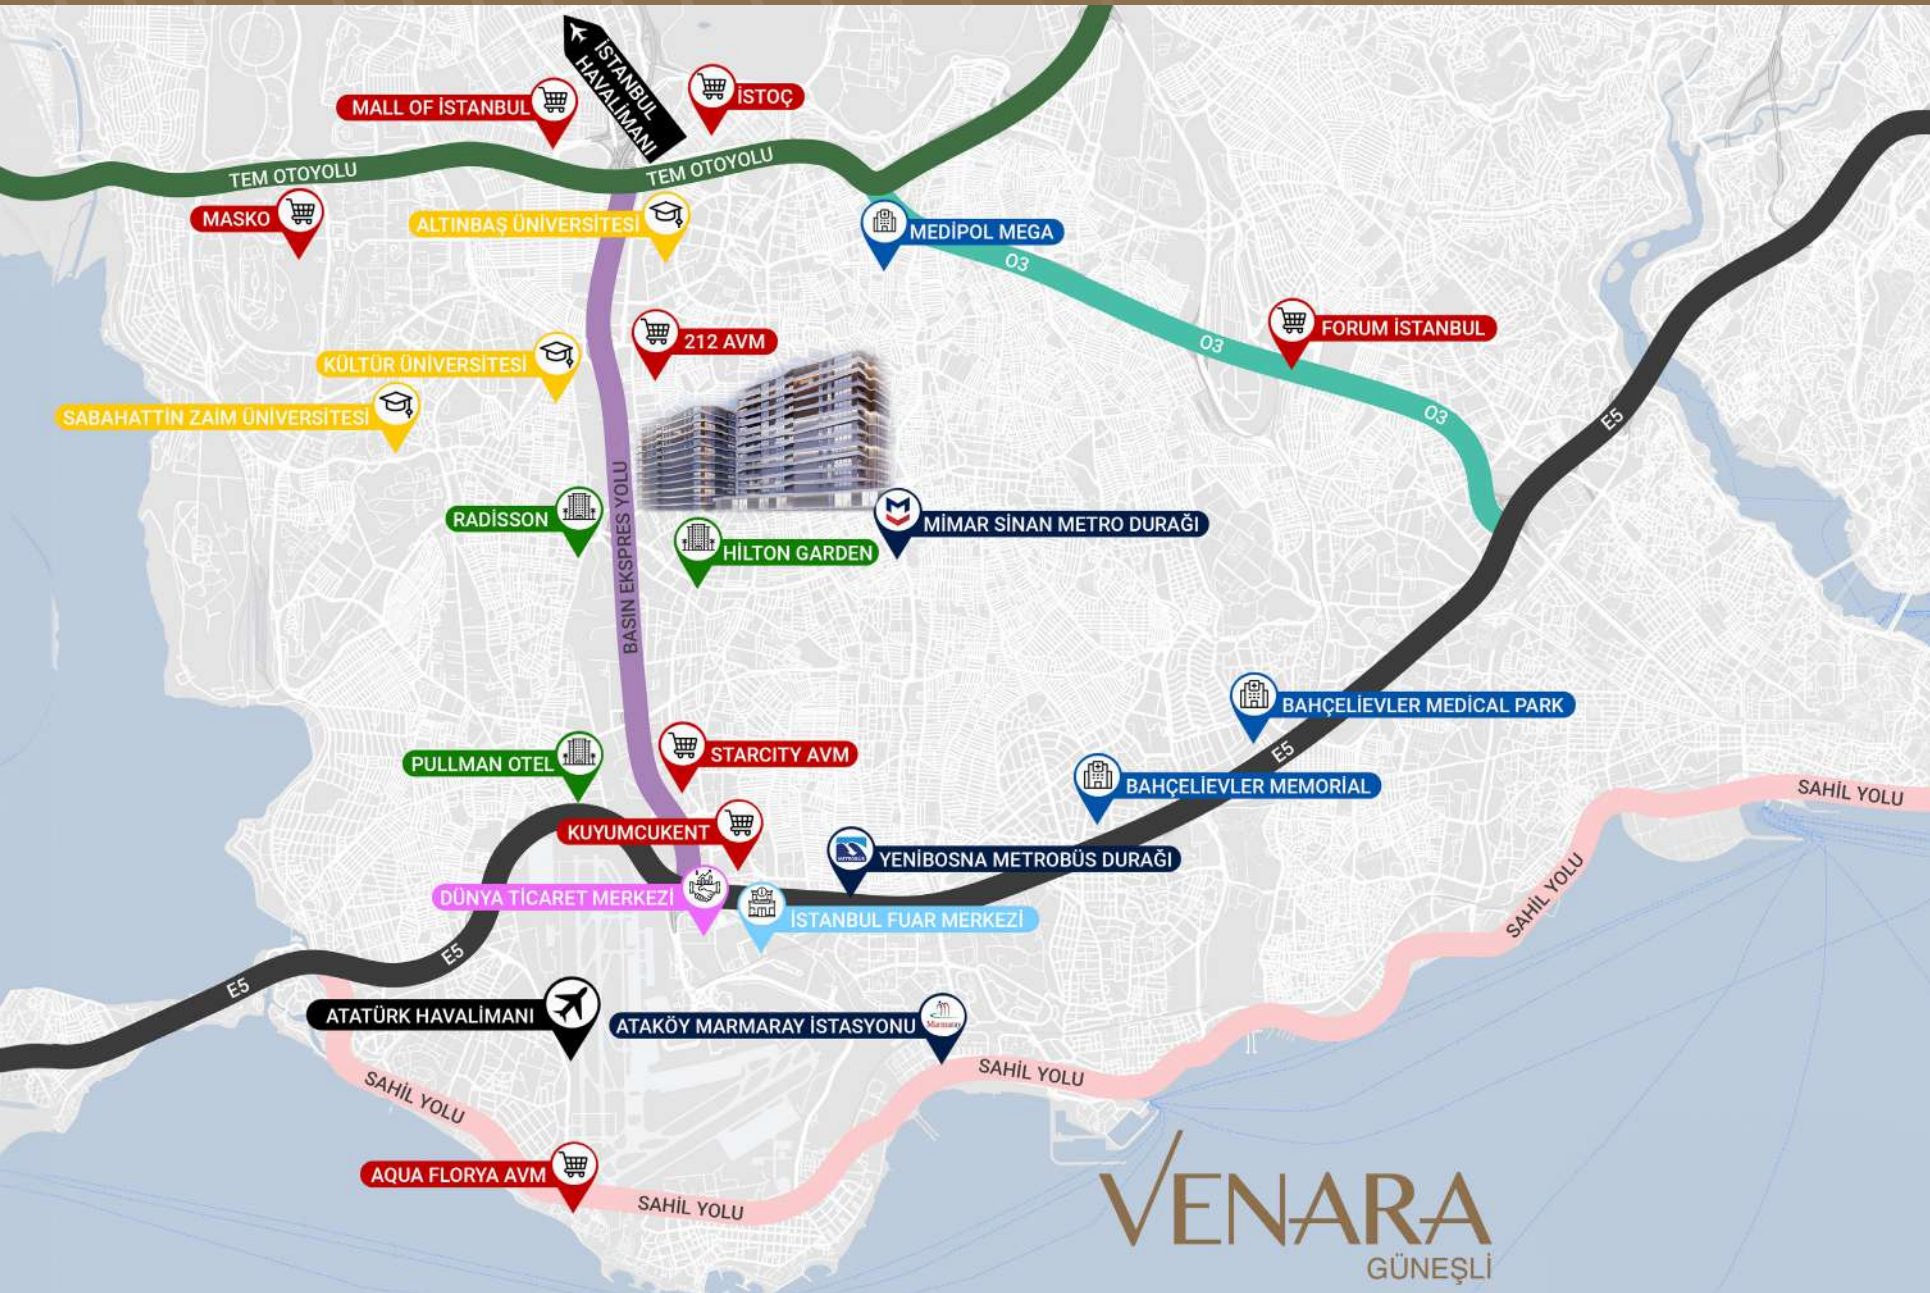 İSTANBUL
HAVALİMANI
MALL OF İSTANBUL
İSTOÇ
TEM OTOYOLU
TEM OTOYOLU
MASKO
ALTINBAŞ ÜNİVERSİTESİ
MEDİPOL MEGA
O3
212 AVM
FORUM İSTANBUL
O3
KÜLTÜR ÜNİVERSİTESİ
SABAHATTİN ZAİM ÜNİVERSİTESİ
O3
E5
BASIN EKSPRES YOLU
RADİSSON
MİMAR SİNAN METRO DURAĞI
HİLTON GARDEN
BAHÇELİEVLER MEDICAL PARK
E5
PULLMAN OTEL
STARCITY AVM
BAHÇELİEVLER MEMORİAL
SAHİL YOLU
KUYUMCUKENT
METROBÜS
YENİBOSNA METROBÜS DURAĞI
DÜNYA TİCARET MERKEZİ
İSTANBUL FUAR MERKEZİ
SAHİL YOLU
E5
E5
ATATÜRK HAVALİMANI
ATAKÖY MARMARAY İSTASYONU
Marmaray
SAHİL YOLU
SAHİL YOLU
AQUA FLORYA AVM
SAHİL YOLU
VENARA
GÜNEŞLİ